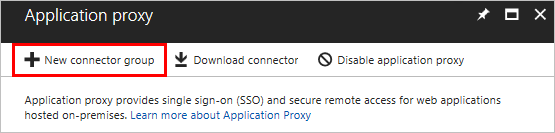 Application proxy
New connector group Download connector Disable application proxy
Application proxy provides single sign-on (SSO) and secure remote access for web applications
hosted on-premises. Learn more about Application Proxy